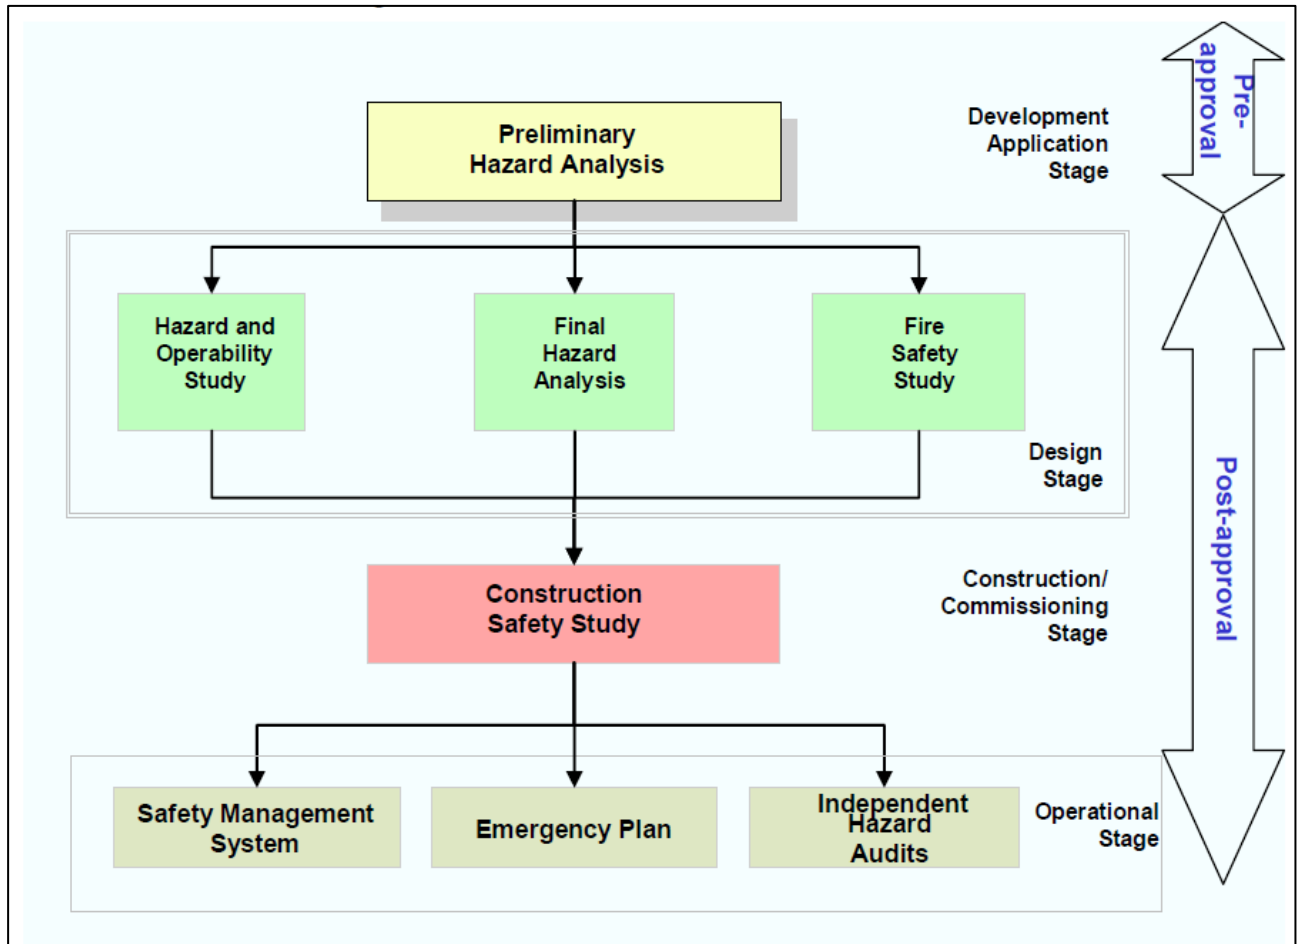 Preliminary
Hazard Analysis
Development
Application
Stage
Pre-
approval
Hazard and
Operability
Study
Final
Hazard
Analysis
Fire
Safety
Study
Design
Stage
Post-approval
Construction
Safety Study
Construction/
Commissioning
Stage
Safety Management
System
Emergency Plan
Independent
Hazard
Audits
Operational
Stage